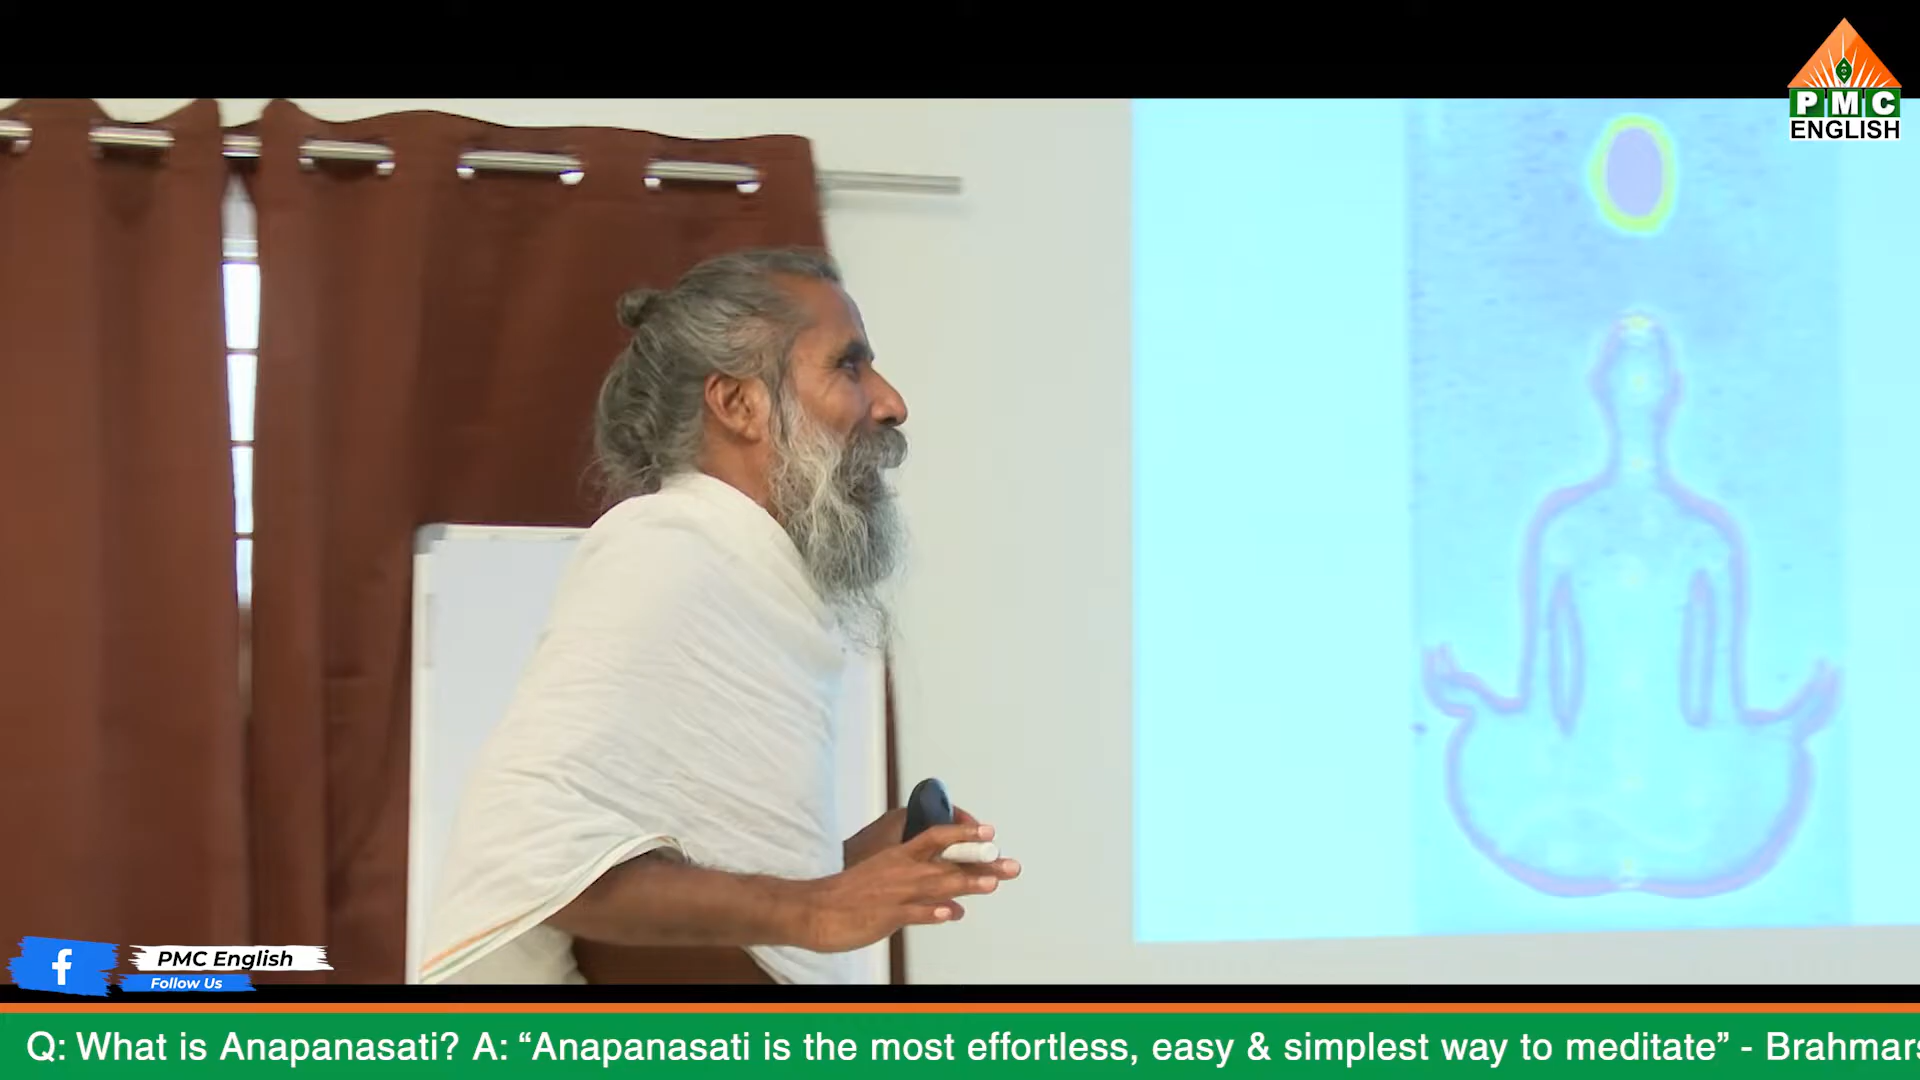 PMC
ENGLISH
PMC English
Follow Us
Q: What is Anapanasati? A: “Anapanasati is the most effortless, easy & simplest way to meditate” - Brahmars